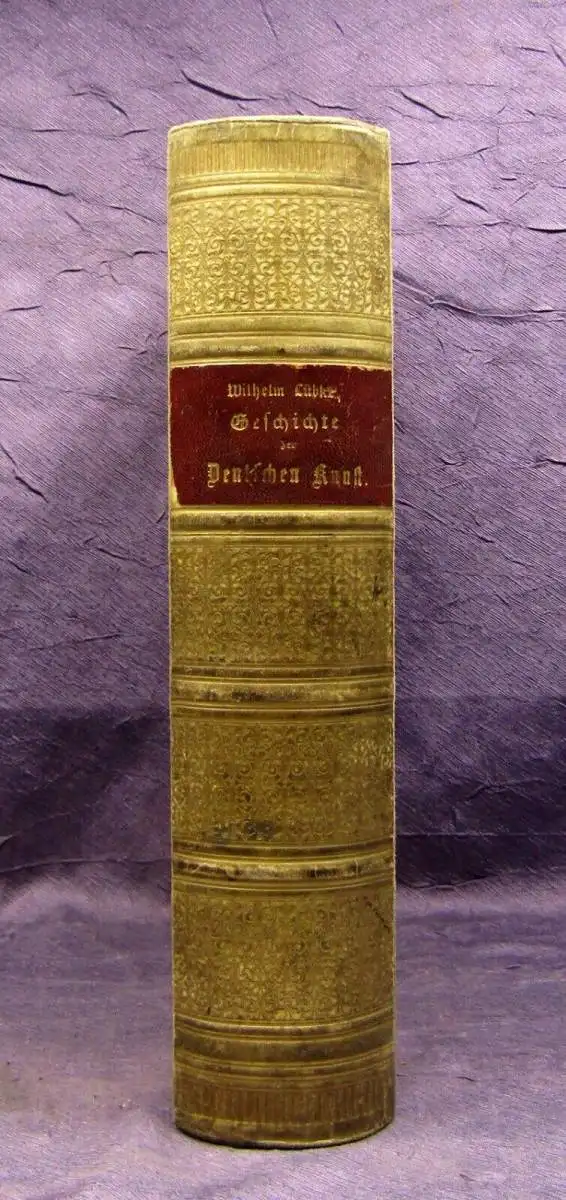 Wilhelm Lübke,
Geschichte
der
Deutschen Kunst.